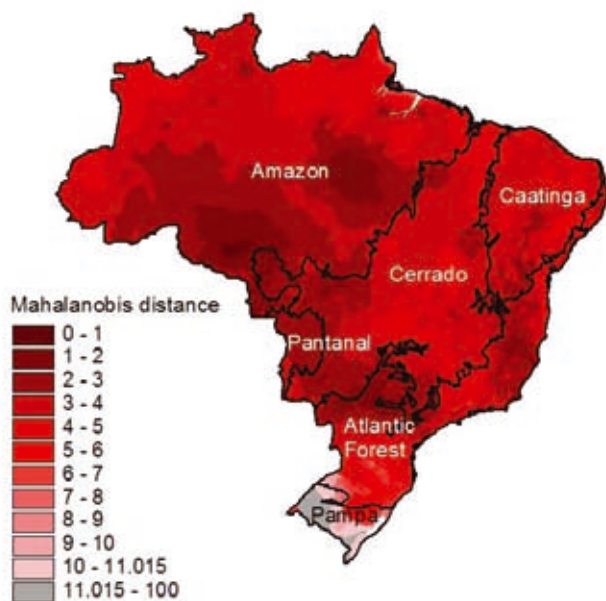 Amazon
Caatinga
Cerrado
Mahalanobis distance
0 - 1
1 - 2
2 - 3
3 - 4
4 - 5
5 - 6
6 - 7
7 - 8
8 - 9
9 - 10
10 - 11.015
11.015 - 100
Pantanal
Atlantic
Forest
Pampa